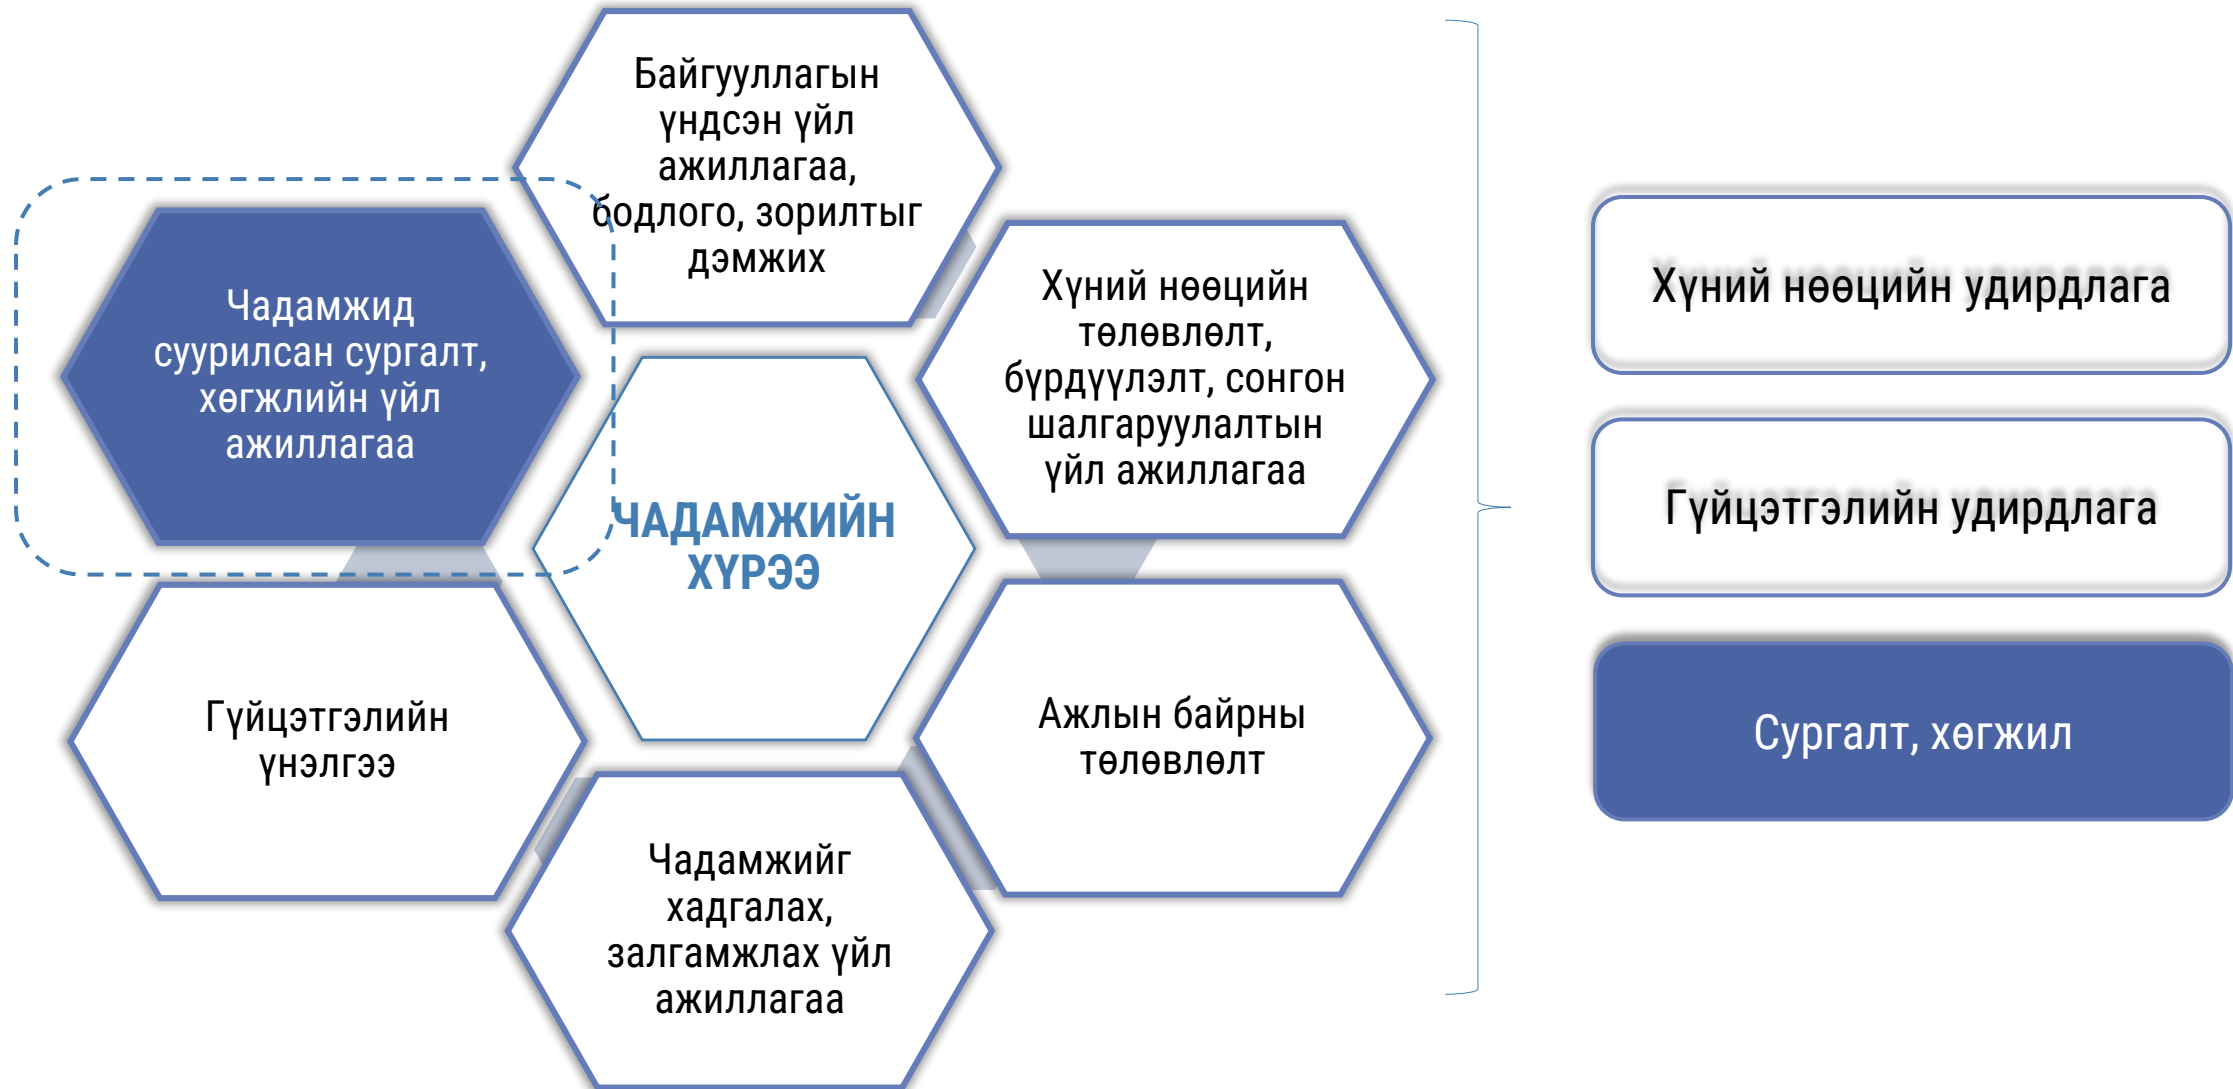 Байгууллагын
үндсэн үйл
ажиллагаа,
бодлого, зорилтыг
дэмжих
Чадамжид
суурилсан сургалт,
хөгжлийн үйл
ажиллагаа
Хүний нөөцийн
төлөвлөлт,
бүрдүүлэлт, сонгон
шалгаруулалтын
үйл ажиллагаа
ЧАДАМЖИЙН
ХҮРЭЭ
Гүйцэтгэлийн
үнэлгээ
Ажлын байрны
төлөвлөлт
Чадамжийг
хадгалах,
залгамжлах үйл
ажиллагаа
Хүний нөөцийн удирдлага
Гүйцэтгэлийн удирдлага
Сургалт, хөгжил